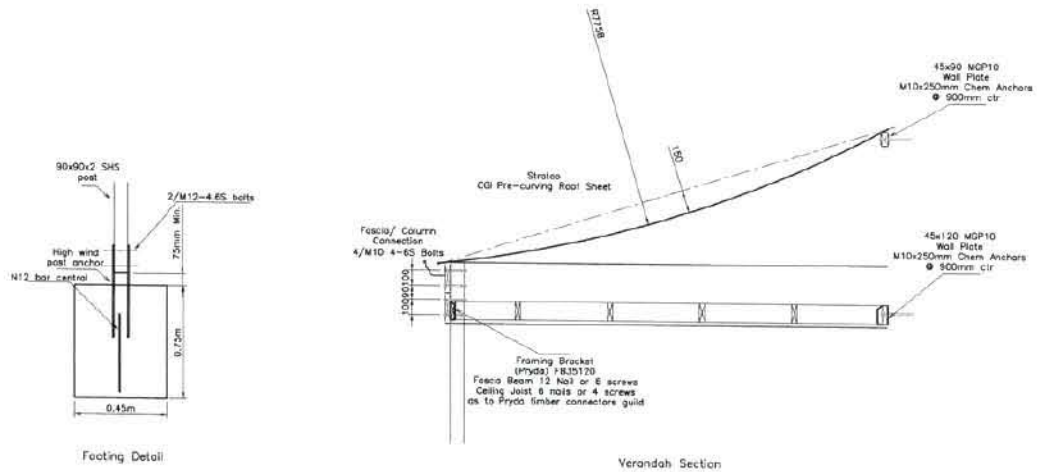 90x90x2 SHS
post
2/M12-4.6S bolts
75mm Min.
High wind
post anchor
N12 bar central
0.75m
0.45m
Footing Detail
R7758
150
45x90 MGP10
Wall Plate
M10x250mm Chem Anchors
@ 900mm ctr
CGI Pre-curving Roof Sheet
Fascia/ Column
Connection
4/M10 4-6S Bolts
100
90
100
45x120 MGP10
Wall Plate
M10x250mm Chem Anchors
@ 900mm ctr
Framing Bracket
(Pryda) FB35120
Fascia Beam 12 Nail or 6 screws
Ceiling Joist 6 nails or 4 screws
as to Pryda timber connectors guild
Verandah Section